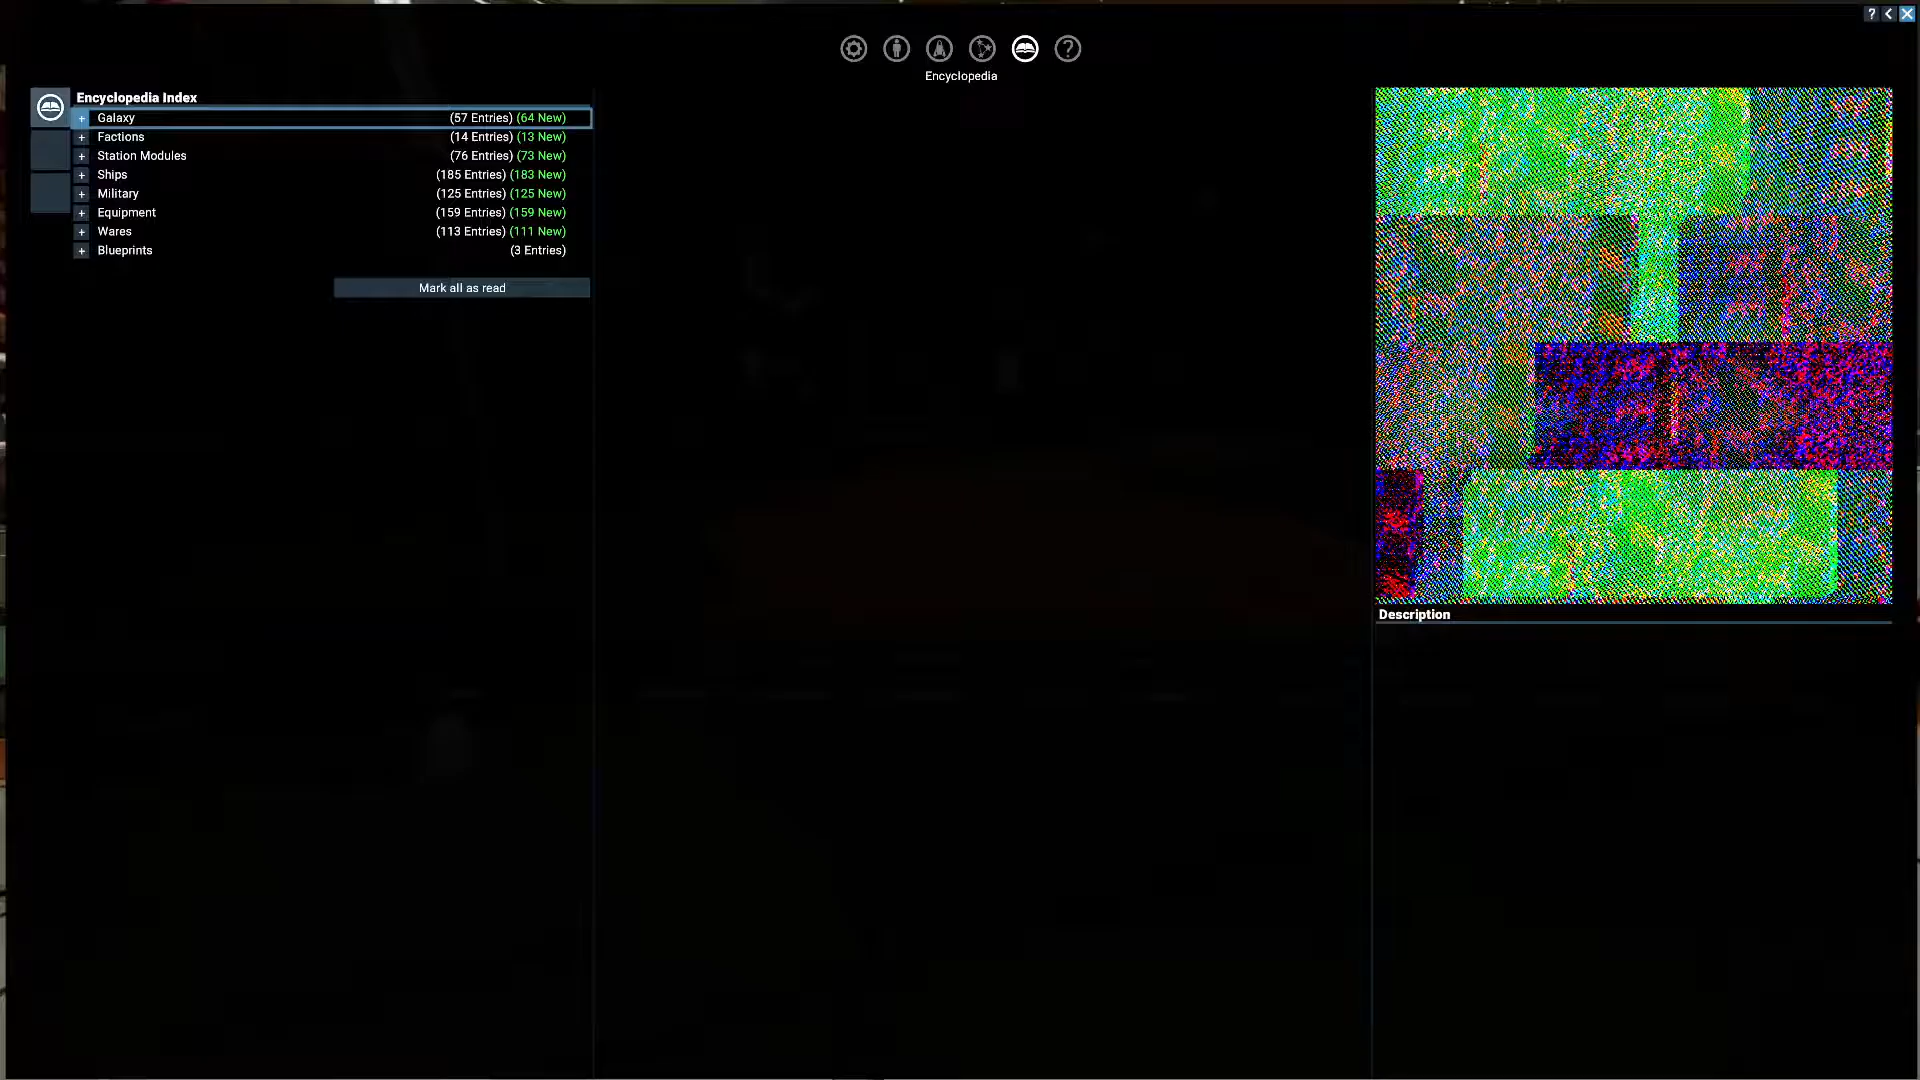 Encyclopedia
Encyclopedia Index
Galaxy (57 Entries) (64 New)
Factions (14 Entries) (13 New)
Station Modules (76 Entries) (73 New)
Ships (185 Entries) (183 New)
Military (125 Entries) (125 New)
Equipment (159 Entries) (159 New)
Wares (113 Entries) (111 New)
Blueprints (3 Entries)
Mark all as read
Description